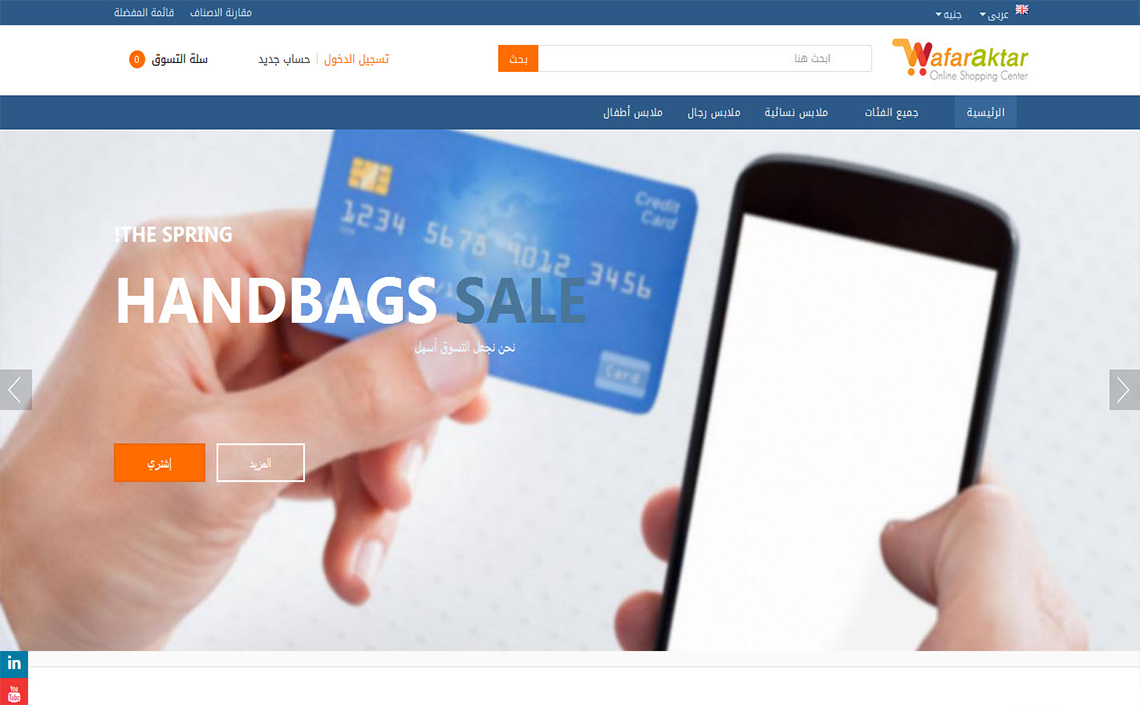 عربى
جنيه
مقارنة الاصناف
قائمة المفضلة
Wafaraktar
Online Shopping Center
ابحث هنا
بحث
تسجيل الدخول | حساب جديد
سلة التسوق 0
الرئيسية
جميع الفئات
ملابس نسائية
ملابس رجال
ملابس أطفال
Credit
Card
1234 5678 9012 3456
!THE SPRING
HANDBAGS SALE
نحن نجعل التسوق أسهل
Card
المزيد
إشتري
in
You
Tube